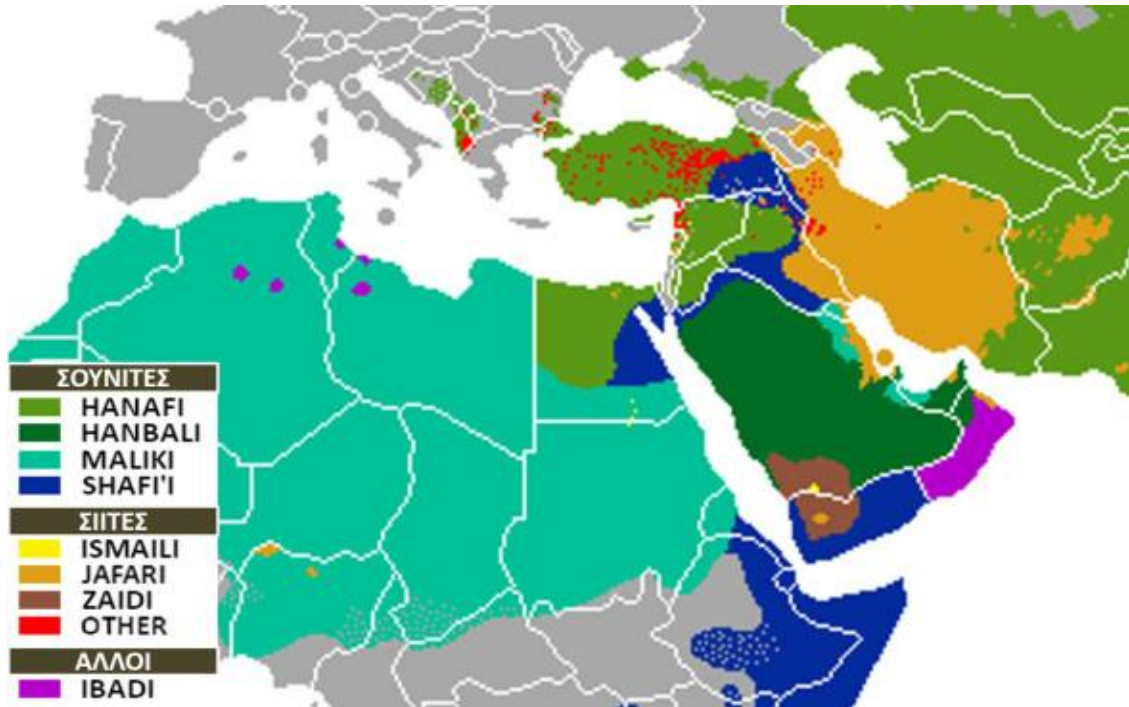 ΣΟΥΝΙΤΕΣ
HANAFI
HANBALI
MALIKI
SHAFI'I
ΣΙΙΤΕΣ
ISMAILI
JAFARI
ZAIDI
OTHER
ΑΛΛΟΙ
IBADI